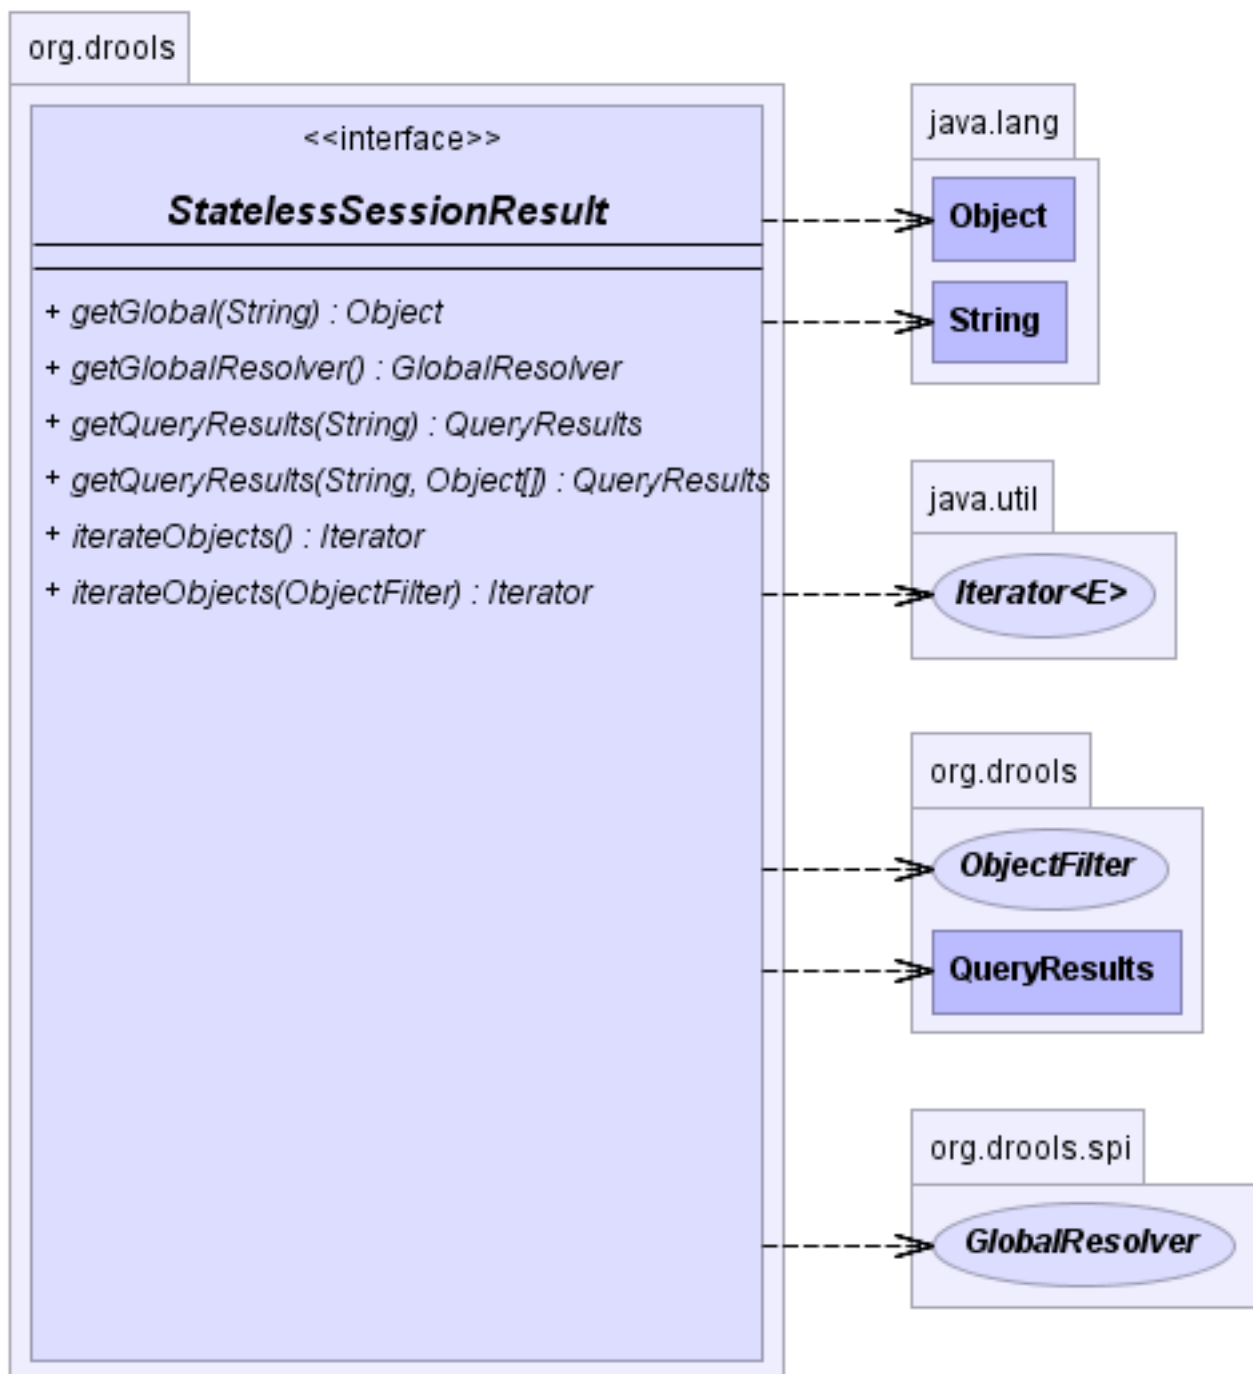 org.drools
<<interface>>
StatelessSessionResult
+ getGlobal(String) : Object
+ getGlobalResolver() : GlobalResolver
+ getQueryResults(String) : QueryResults
+ getQueryResults(String, Object[]) : QueryResults
+ iterateObjects() : Iterator
+ iterateObjects(ObjectFilter) : Iterator
java.lang
Object
String
java.util
Iterator<E>
org.drools
ObjectFilter
QueryResults
org.drools.spi
GlobalResolver